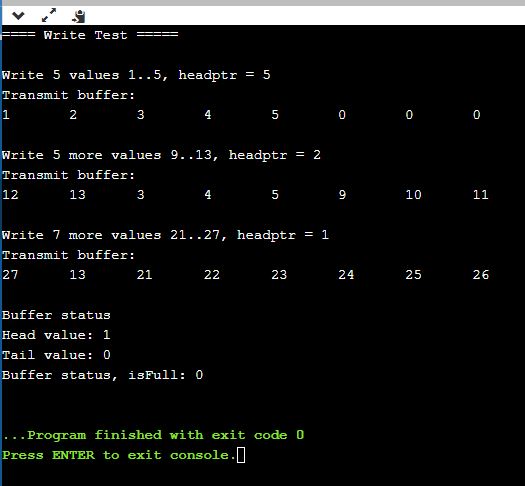 ==== Write Test =====
Write 5 values 1..5, headptr = 5
Transmit buffer:
1 2 3 4 5 0 0 0
Write 5 more values 9..13, headptr = 2
Transmit buffer:
12 13 3 4 5 9 10 11
Write 7 more values 21..27, headptr = 1
Transmit buffer:
27 13 21 22 23 24 25 26
Buffer status
Head value: 1
Tail value: 0
Buffer status, isFull: 0
...Program finished with exit code 0
Press ENTER to exit console.